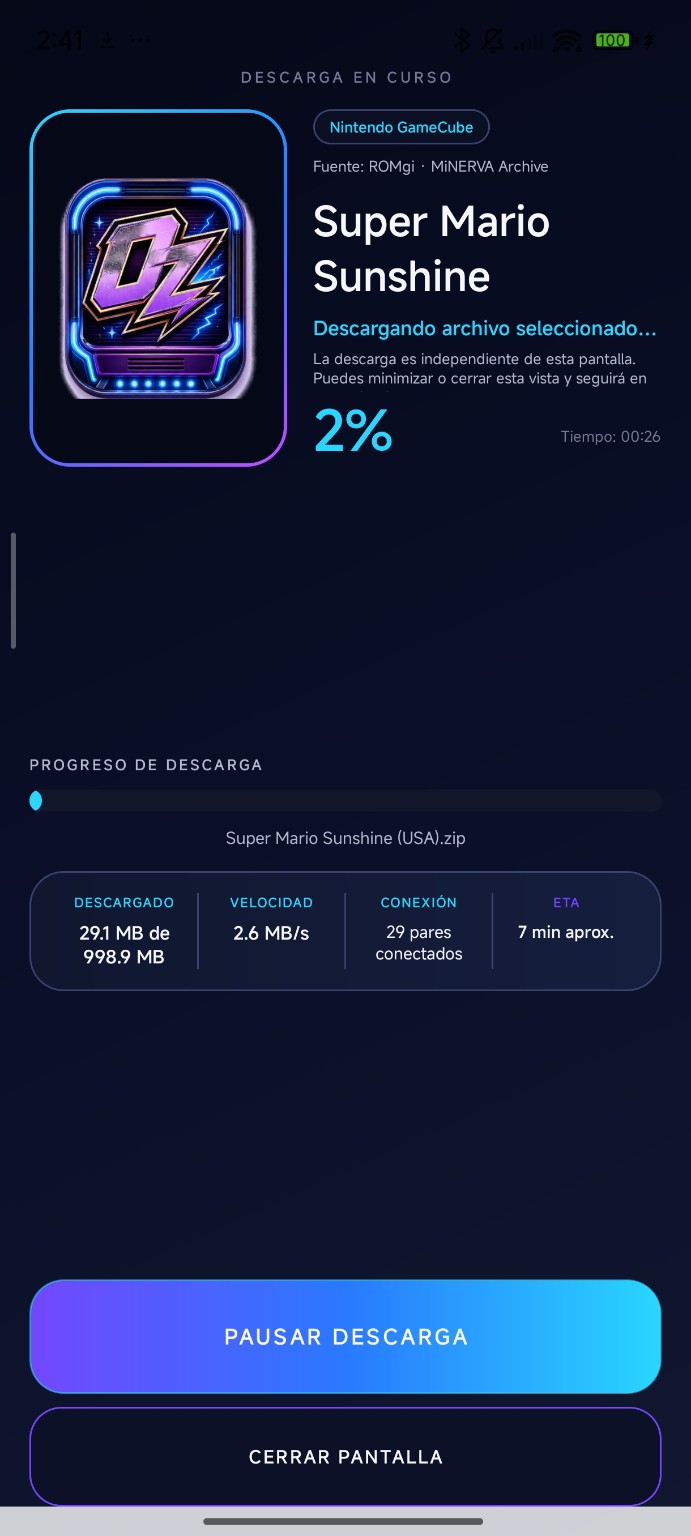 2:41
100
DESCARGA EN CURSO
OZ
Nintendo GameCube
Fuente: ROMgi · MiNERVA Archive
Super Mario
Sunshine
Descargando archivo seleccionado...
La descarga es independiente de esta pantalla.
Puedes minimizar o cerrar esta vista y seguirá en
2%
Tiempo: 00:26
PROGRESO DE DESCARGA
Super Mario Sunshine (USA).zip
DESCARGADO
29.1 MB de
998.9 MB
VELOCIDAD
2.6 MB/s
CONEXIÓN
29 pares
conectados
ETA
7 min aprox.
PAUSAR DESCARGA
CERRAR PANTALLA